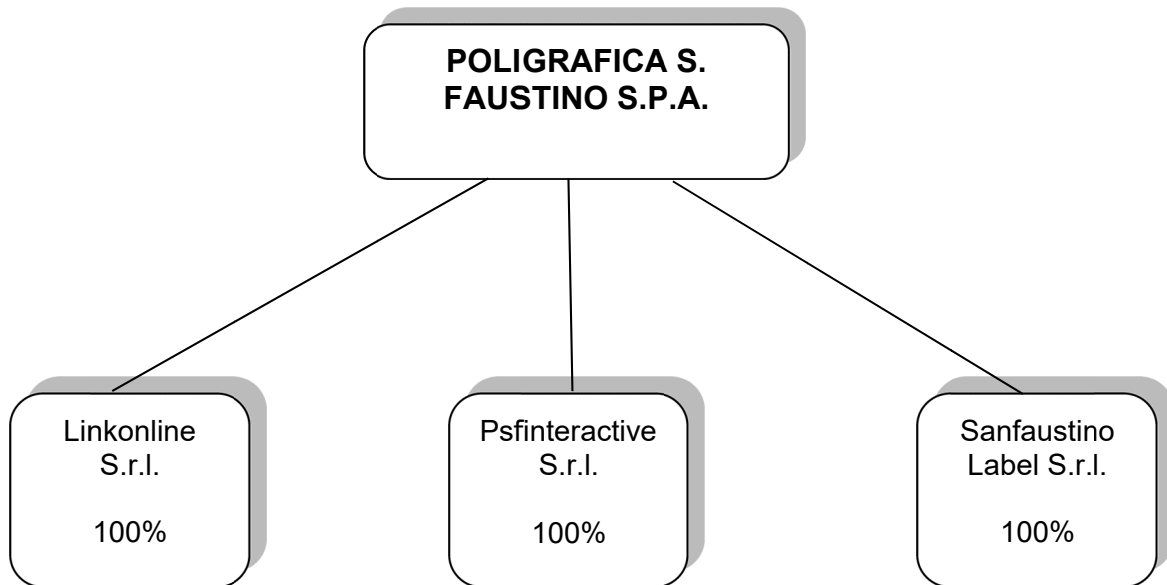 POLIGRAFICA S.
FAUSTINO S.P.A.
Linkonline
S.r.l.
100%
Psfinteractive
S.r.l.
100%
Sanfaustino
Label S.r.l.
100%